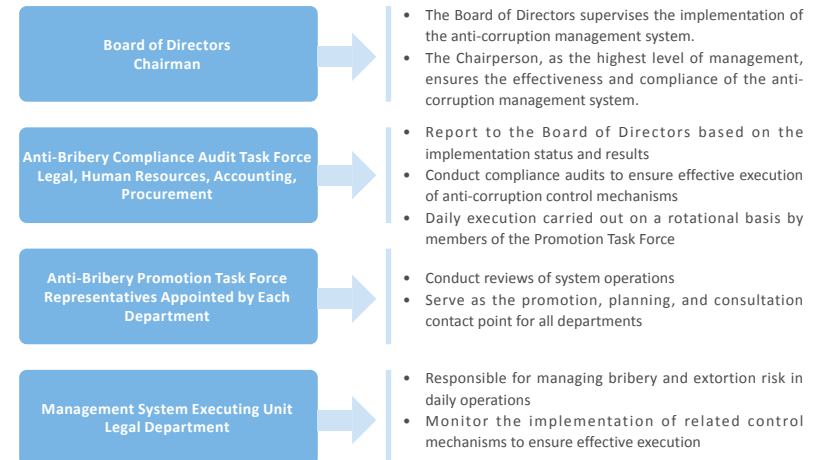 Board of Directors
Chairman
• The Board of Directors supervises the implementation of
the anti-corruption management system.
• The Chairperson, as the highest level of management,
ensures the effectiveness and compliance of the anti-
corruption management system.
Anti-Bribery Compliance Audit Task Force
Legal, Human Resources, Accounting,
Procurement
• Report to the Board of Directors based on the
implementation status and results
• Conduct compliance audits to ensure effective execution
of anti-corruption control mechanisms
• Daily execution carried out on a rotational basis by
members of the Promotion Task Force
Anti-Bribery Promotion Task Force
Representatives Appointed by Each
Department
• Conduct reviews of system operations
• Serve as the promotion, planning, and consultation
contact point for all departments
Management System Executing Unit
Legal Department
• Responsible for managing bribery and extortion risk in
daily operations
• Monitor the implementation of related control
mechanisms to ensure effective execution